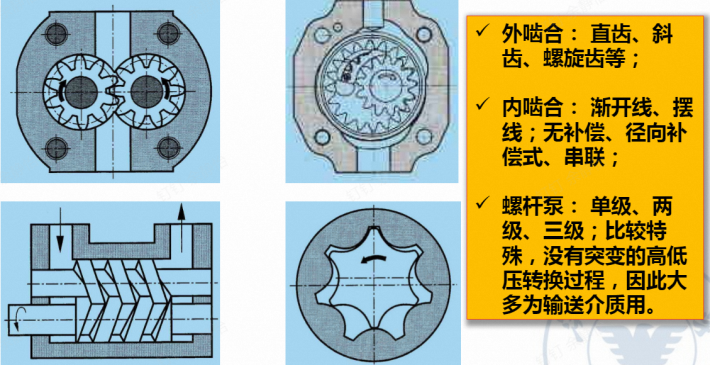 ✓ 外啮合：直齿、斜
齿、螺旋齿等；
✓ 内啮合：渐开线、摆
线；无补偿、径向补
偿式、串联；
✓ 螺杆泵：单级、两
级、三级；比较特
殊，没有突变的高低
压转换过程，因此大
多为输送介质用。